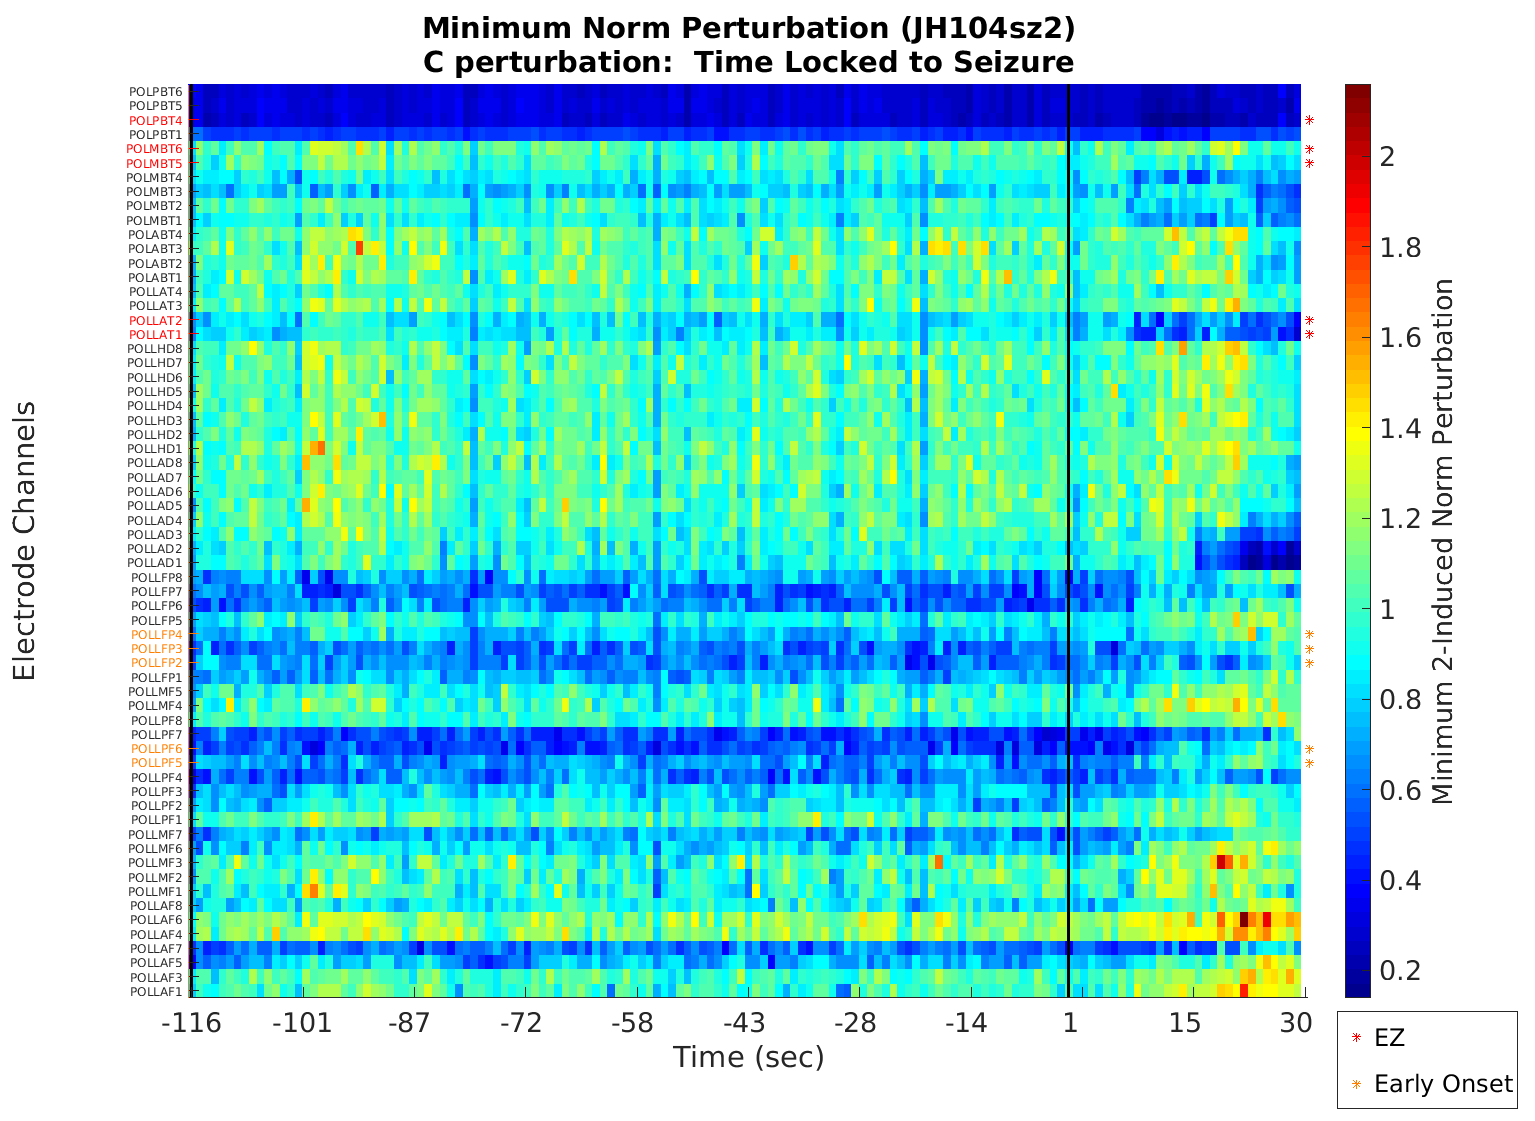 Minimum Norm Perturbation (JH104sz2)
C perturbation:  Time Locked to Seizure
Electrode Channels
POLPBT6
POLPBT5
POLPBT4
POLPBT1
POLMBT6
POLMBT5
POLMBT4
POLMBT3
POLMBT2
POLMBT1
POLABT4
POLABT3
POLABT2
POLABT1
POLLAT4
POLLAT3
POLLAT2
POLLAT1
POLLHD8
POLLHD7
POLLHD6
POLLHD5
POLLHD4
POLLHD3
POLLHD2
POLLHD1
POLLAD8
POLLAD7
POLLAD6
POLLAD5
POLLAD4
POLLAD3
POLLAD2
POLLAD1
POLLFP8
POLLFP7
POLLFP6
POLLFP5
POLLFP4
POLLFP3
POLLFP2
POLLFP1
POLLMF5
POLLMF4
POLLPF8
POLLPF7
POLLPF6
POLLPF5
POLLPF4
POLLPF3
POLLPF2
POLLPF1
POLLMF7
POLLMF6
POLLMF3
POLLMF2
POLLMF1
POLLAF8
POLLAF6
POLLAF4
POLLAF7
POLLAF5
POLLAF3
POLLAF1
-116 -101 -87 -72 -58 -43 -28 -14 1 15 30
Time (sec)
2
1.8
1.6
1.4
1.2
1
0.8
0.6
0.4
0.2
Minimum 2-Induced Norm Perturbation
EZ
Early Onset